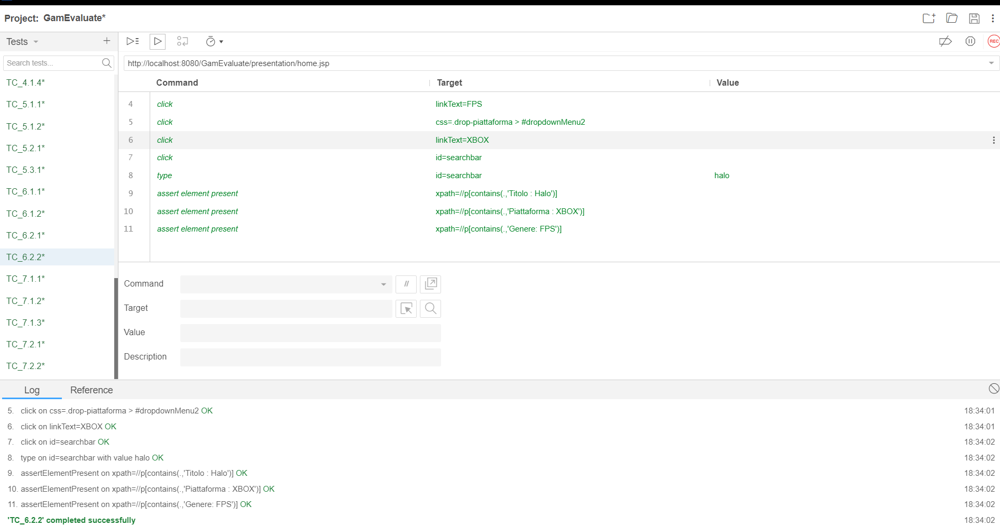 Project: GamEvaluate*
Tests
Search tests...
TC_4.1.4*
TC_5.1.1*
TC_5.1.2*
TC_5.2.1*
TC_5.3.1*
TC_6.1.1*
TC_6.1.2*
TC_6.2.1*
TC_6.2.2*
TC_7.1.1*
TC_7.1.2*
TC_7.1.3*
TC_7.2.1*
TC_7.2.2*
REC
http://localhost:8080/GamEvaluate/presentation/home.jsp
Command Target Value
4 click linkText=FPS
5 click css=.drop-piattaforma > #dropdownMenu2
6 click linkText=XBOX
7 click id=searchbar
8 type id=searchbar halo
9 assert element present xpath=//p[contains(.,'Titolo : Halo')]
10 assert element present xpath=//p[contains(.,'Piattaforma : XBOX')]
11 assert element present xpath=//p[contains(.,'Genere: FPS')]
Command //
Target
Value
Description
Log Reference
5. click on css=.drop-piattaforma > #dropdownMenu2 OK 18:34:01
6. click on linkText=XBOX OK 18:34:01
7. click on id=searchbar OK 18:34:02
8. type on id=searchbar with value halo OK 18:34:02
9. assertElementPresent on xpath=//p[contains(.,'Titolo : Halo')] OK 18:34:02
10. assertElementPresent on xpath=//p[contains(.,'Piattaforma : XBOX')] OK 18:34:02
11. assertElementPresent on xpath=//p[contains(.,'Genere: FPS')] OK 18:34:02
'TC_6.2.2' completed successfully 18:34:02